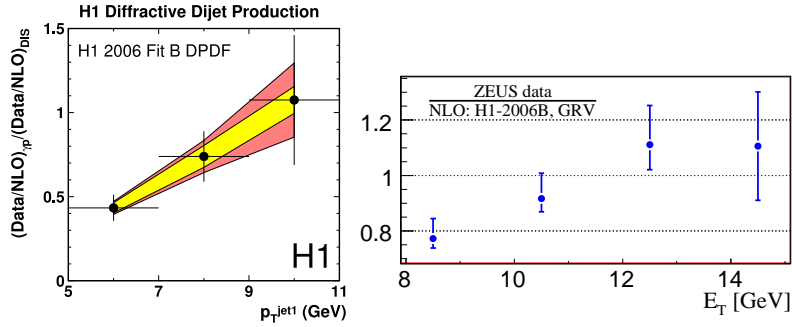 H1 Diffractive Dijet Production
(Data/NLO)γp/(Data/NLO)DIS
1.5
1
0.5
0
H1 2006 Fit B DPDF
H1
5
7
9
11
pT jet1 (GeV)
ZEUS data
NLO: H1-2006B, GRV
1.2
1
0.8
8
10
12
14
ET [GeV]